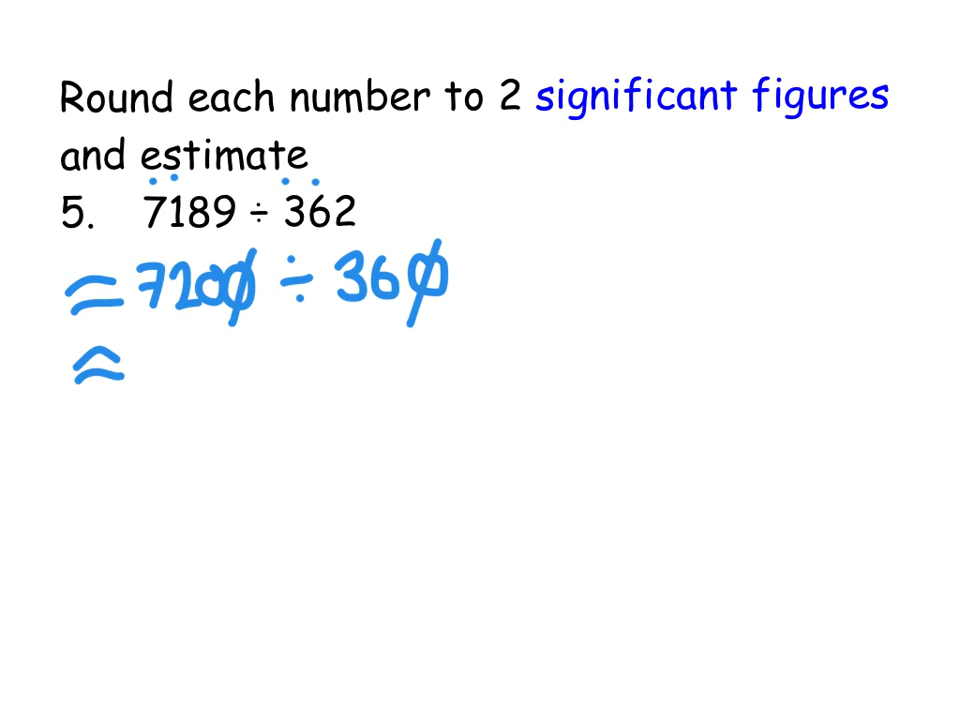 Round each number to 2 significant figures
and estimate
5. 7189 ÷ 362
≈ 7200 ÷ 360
≈